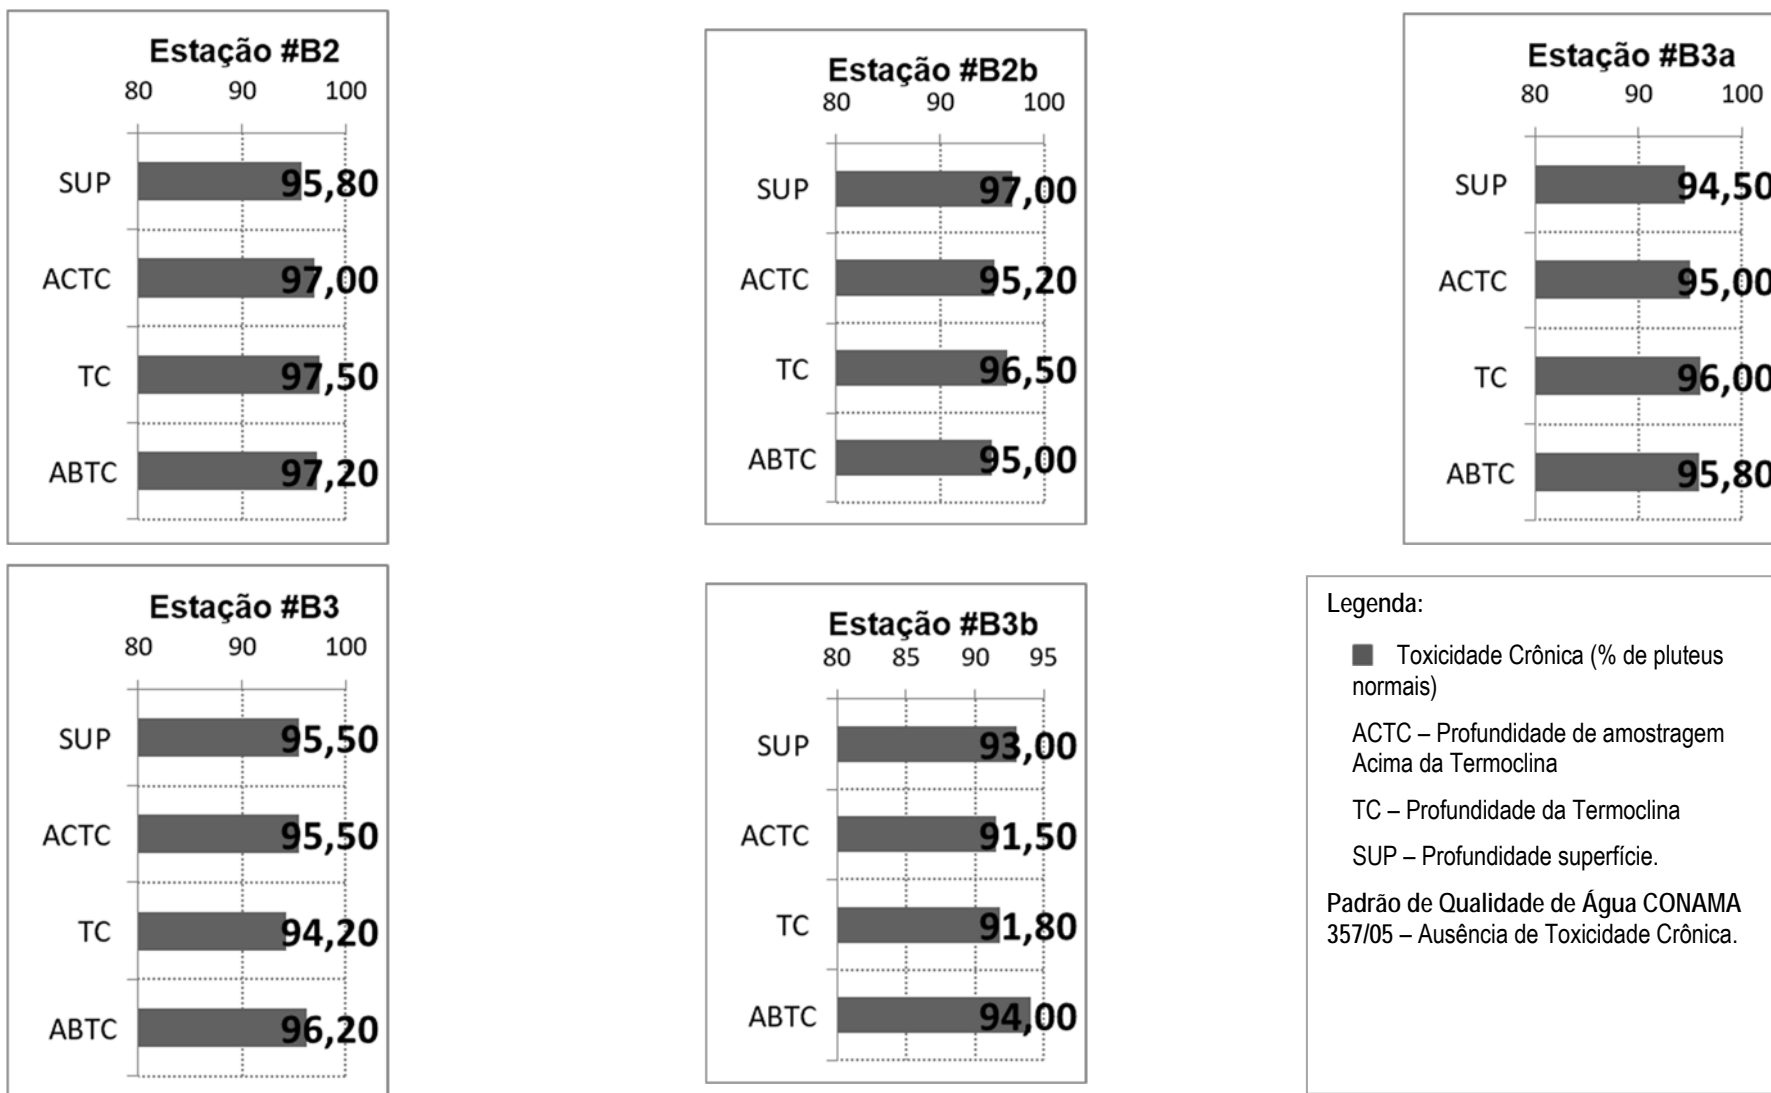 Estação #B2
80 90 100
SUP 95,80
ACTC 97,00
TC 97,50
ABTC 97,20
Estação #B2b
80 90 100
SUP 97,00
ACTC 95,20
TC 96,50
ABTC 95,00
Estação #B3a
80 90 100
SUP 94,50
ACTC 95,00
TC 96,00
ABTC 95,80
Estação #B3
80 90 100
SUP 95,50
ACTC 95,50
TC 94,20
ABTC 96,20
Estação #B3b
80 85 90 95
SUP 93,00
ACTC 91,50
TC 91,80
ABTC 94,00
Legenda:
Toxicidade Crônica (% de pluteus
normais)
ACTC – Profundidade de amostragem
Acima da Termoclina
TC – Profundidade da Termoclina
SUP – Profundidade superfície.
Padrão de Qualidade de Água CONAMA
357/05 – Ausência de Toxicidade Crônica.